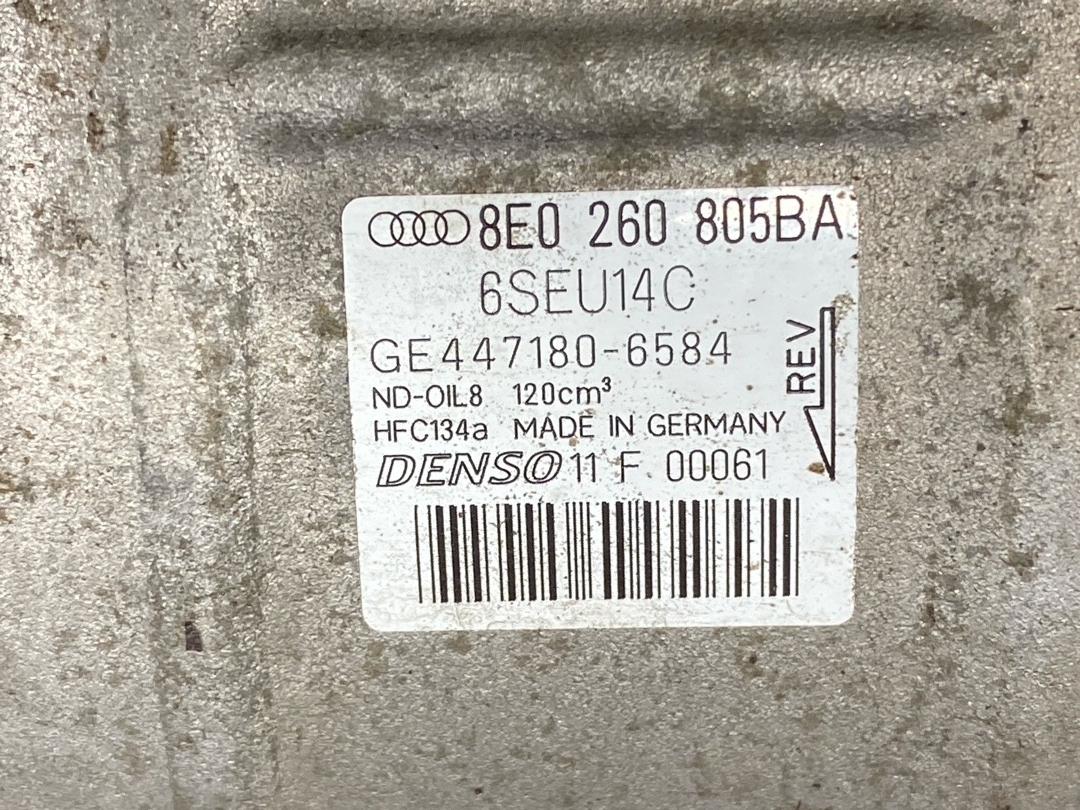 8E0 260 805BA
6SEU14C
GE447180-6584
ND-OIL8 120cm³
HFC134a MADE IN GERMANY
DENSO 11 F 00061
REV